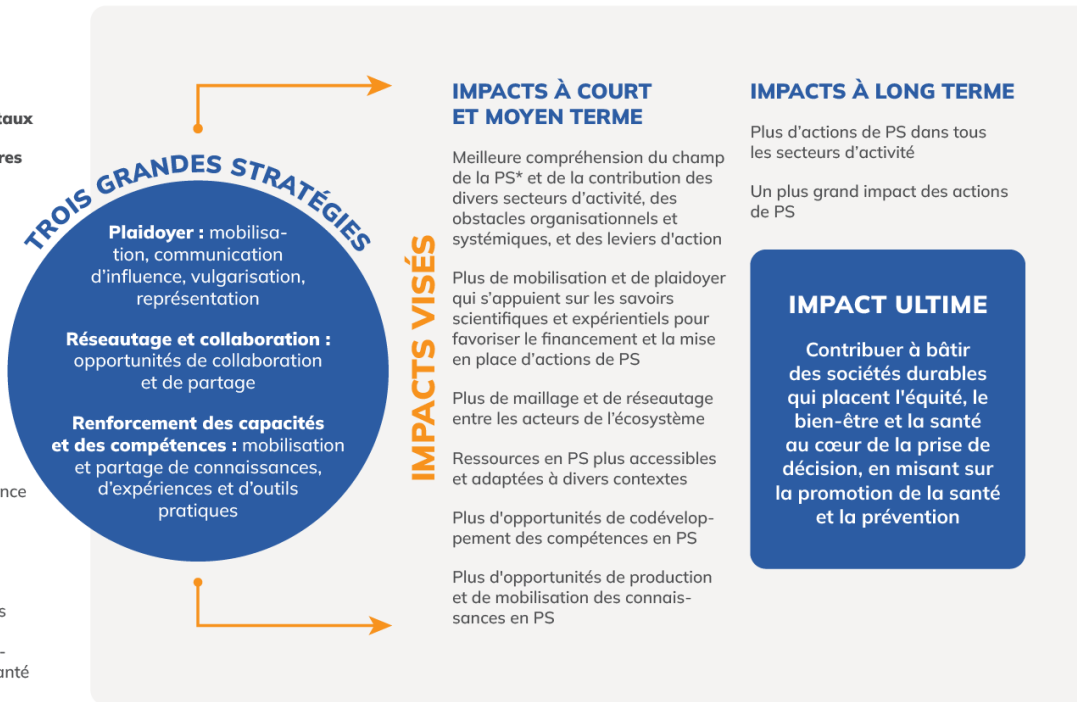 taux
res
nce
s
-
anté
TROIS GRANDES STRATÉGIES
Plaidoyer : mobilisa-
tion, communication
d'influence, vulgarisation,
représentation
Réseautage et collaboration :
opportunités de collaboration
et de partage
Renforcement des capacités
et des compétences : mobilisation
et partage de connaissances,
d'expériences et d'outils
pratiques
IMPACTS VISÉS
IMPACTS À COURT
ET MOYEN TERME
Meilleure compréhension du champ
de la PS* et de la contribution des
divers secteurs d'activité, des
obstacles organisationnels et
systémiques, et des leviers d'action
Plus de mobilisation et de plaidoyer
qui s'appuient sur les savoirs
scientifiques et expérientiels pour
favoriser le financement et la mise
en place d'actions de PS
Plus de maillage et de réseautage
entre les acteurs de l'écosystème
Ressources en PS plus accessibles
et adaptées à divers contextes
Plus d'opportunités de codévelop-
pement des compétences en PS
Plus d'opportunités de production
et de mobilisation des connais-
sances en PS
IMPACTS À LONG TERME
Plus d'actions de PS dans tous
les secteurs d'activité
Un plus grand impact des actions
de PS
IMPACT ULTIME
Contribuer à bâtir
des sociétés durables
qui placent l'équité, le
bien-être et la santé
au cœur de la prise de
décision, en misant sur
la promotion de la santé
et la prévention